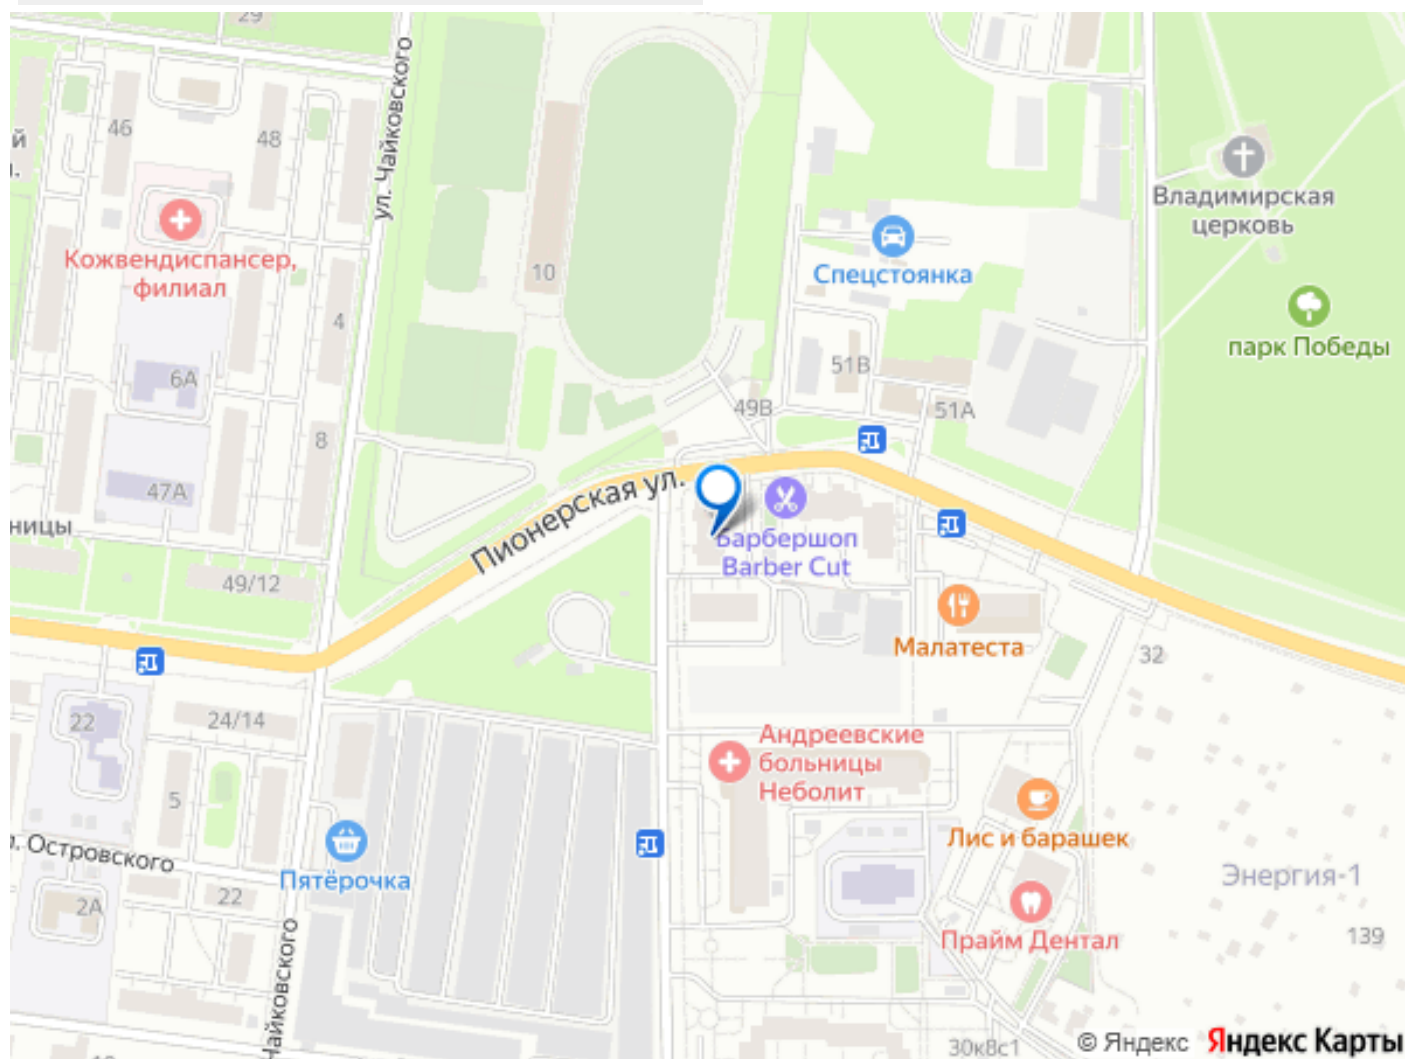 29
ул. Чайковского
46
48
й
Владимирская
церковь
Кожвендиспансер,
филиал
10
Спецстоянка
4
парк Победы
51В
6А
49В
51А
8
47А
Пионерская ул.
ницы
Барбершоп
Barber Cut
49/12
Малатеста
32
22
24/14
Андреевские
больницы
Неболит
5
Лис и барашек
л. Островского
Пятёрочка
Энергия-1
22
2А
139
Прайм Дентал
Чайковского
30к8с1
© Яндекс Яндекс Карты